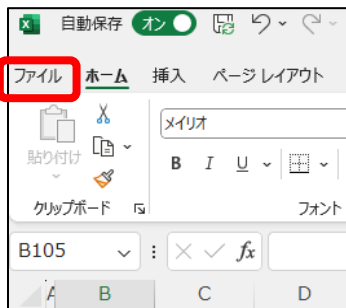 自動保存 オン
ファイル ホーム 挿入 ページ レイアウト
貼り付け メイリオ
B I U
クリップボード フォント
B105 fx
A B C D